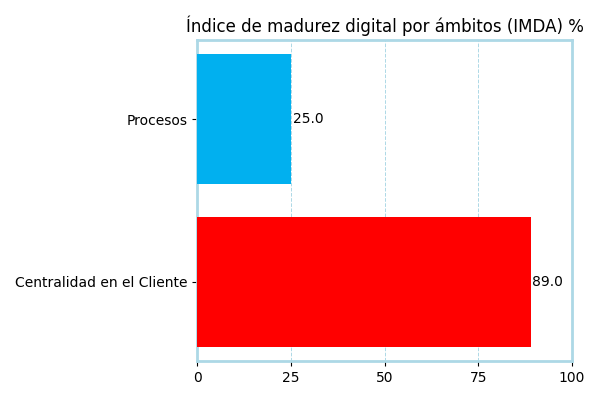 Índice de madurez digital por ámbitos (IMDA) %
Procesos
25.0
Centralidad en el Cliente
89.0
0 25 50 75 100